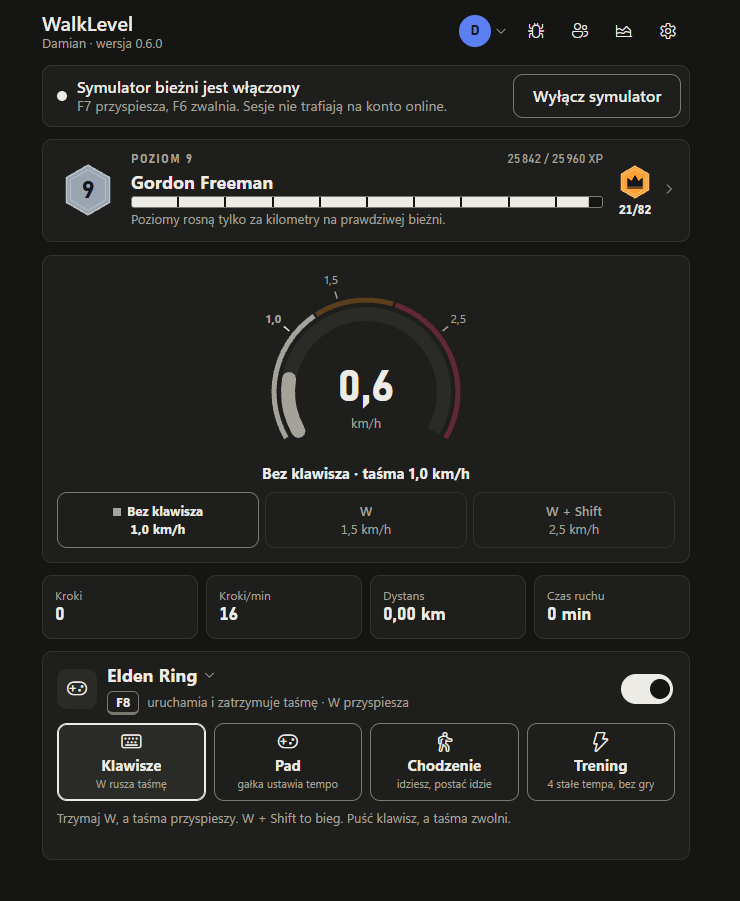 WalkLevel
Damian · wersja 0.6.0
D
Symulator bieżni jest włączony
F7 przyspiesza, F6 zwalnia. Sesje nie trafiają na konto online.
Wyłącz symulator
POZIOM 9
25 842 / 25 960 XP
9
Gordon Freeman
21/82
Poziomy rosną tylko za kilometry na prawdziwej bieżni.
1,5
1,0
2,5
0,6
km/h
Bez klawisza · taśma 1,0 km/h
Bez klawisza
1,0 km/h
W
1,5 km/h
W + Shift
2,5 km/h
Kroki
0
Kroki/min
16
Dystans
0,00 km
Czas ruchu
0 min
Elden Ring
F8 uruchamia i zatrzymuje taśmę · W przyspiesza
Klawisze
W rusza taśmę
Pad
gałka ustawia tempo
Chodzenie
idziesz, postać idzie
Trening
4 stałe tempa, bez gry
Trzymaj W, a taśma przyspieszy. W + Shift to bieg. Puść klawisz, a taśma zwolni.